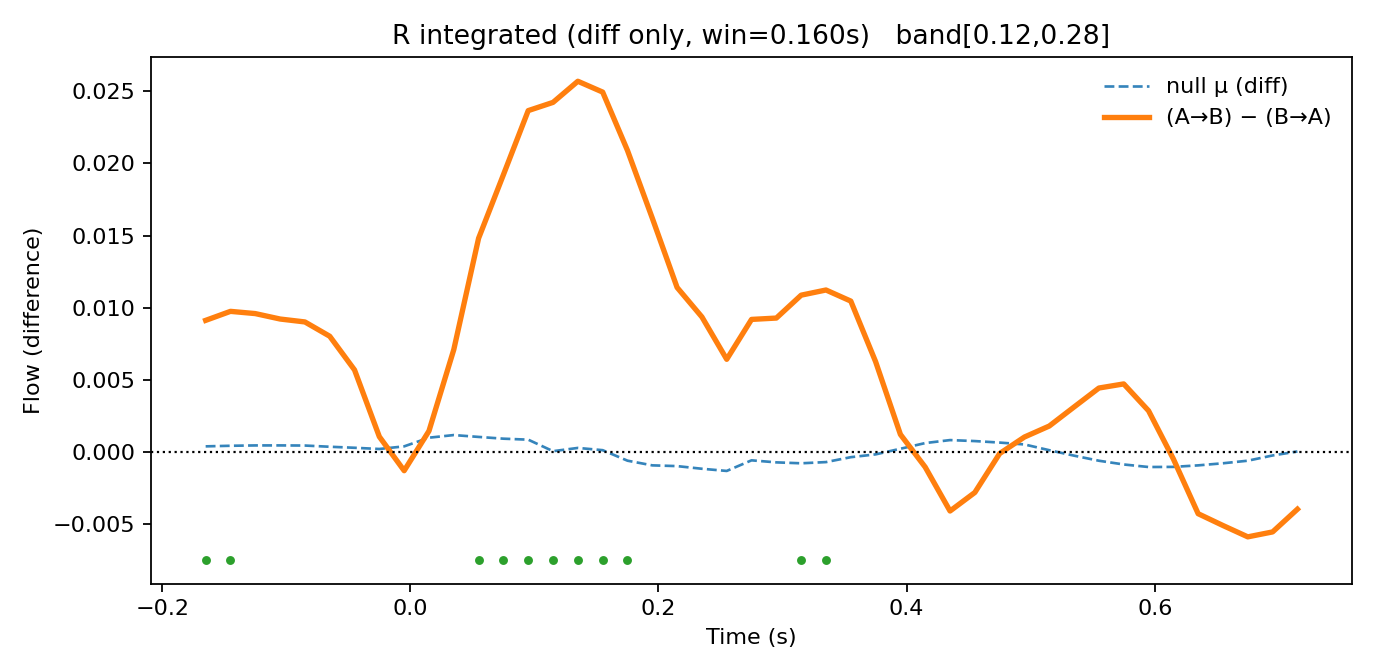 R integrated (diff only, win=0.160s)   band[0.12,0.28]
null μ (diff)
(A→B) − (B→A)
Flow (difference)
0.025
0.020
0.015
0.010
0.005
0.000
−0.005
−0.2
0.0
0.2
0.4
0.6
Time (s)